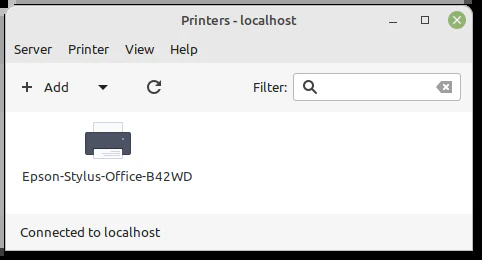 Printers - localhost
Server Printer View Help
Add Filter:
Epson-Stylus-Office-B42WD
Connected to localhost